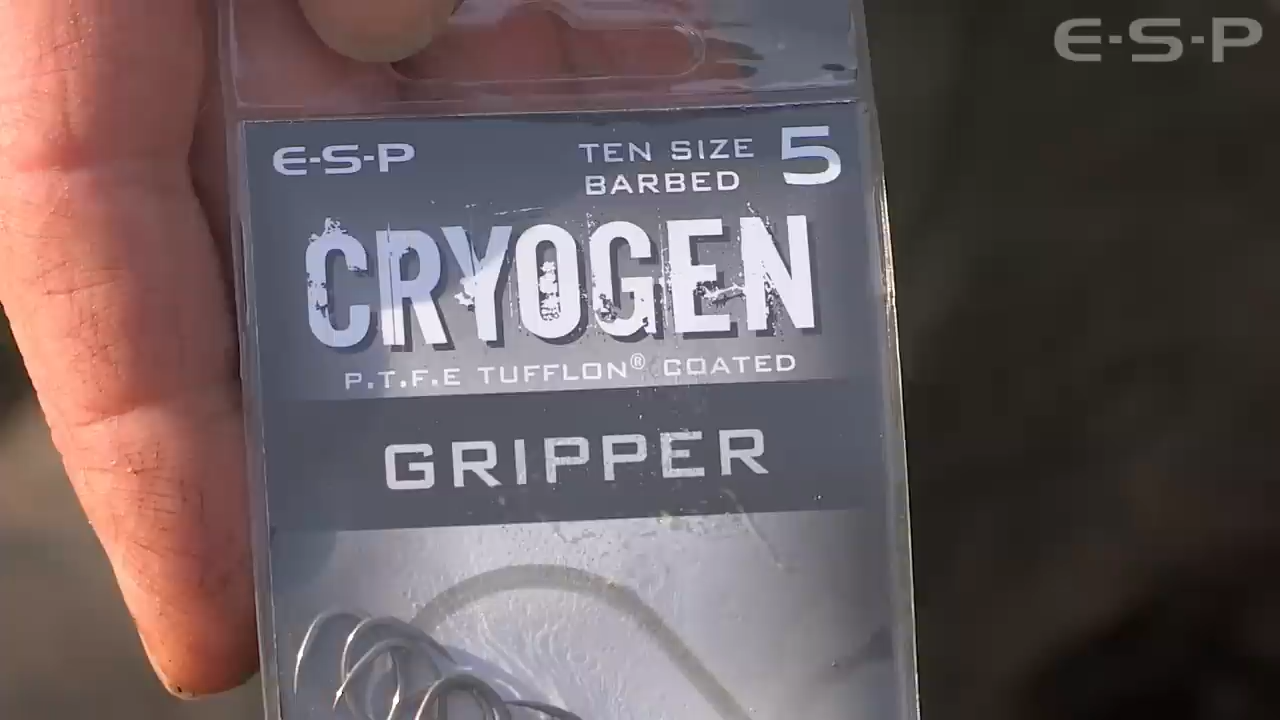 E-S-P
E-S-P
TEN SIZE 5
BARBED
CRYOGEN
P.T.F.E TUFFLON® COATED
GRIPPER